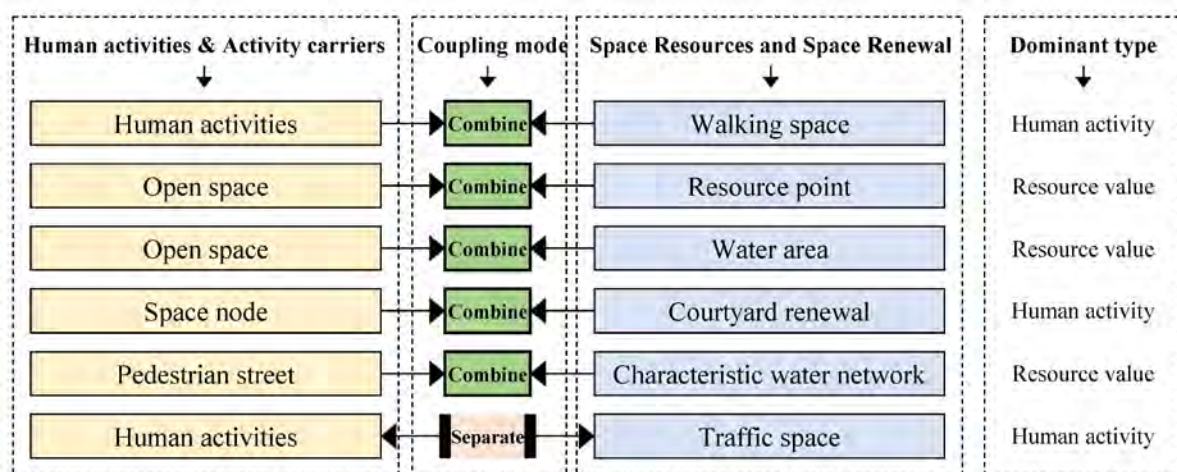 Human activities & Activity carriers Coupling mode Space Resources and Space Renewal Dominant type
Human activities Combine Walking space Human activity
Open space Combine Resource point Resource value
Open space Combine Water area Resource value
Space node Combine Courtyard renewal Human activity
Pedestrian street Combine Characteristic water network Resource value
Human activities Separate Traffic space Human activity